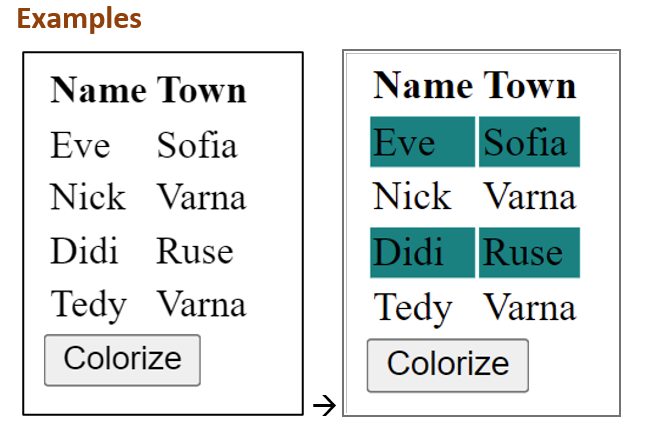 Examples
Name Town
Eve Sofia
Nick Varna
Didi Ruse
Tedy Varna
Colorize
→
Name Town
Eve Sofia
Nick Varna
Didi Ruse
Tedy Varna
Colorize